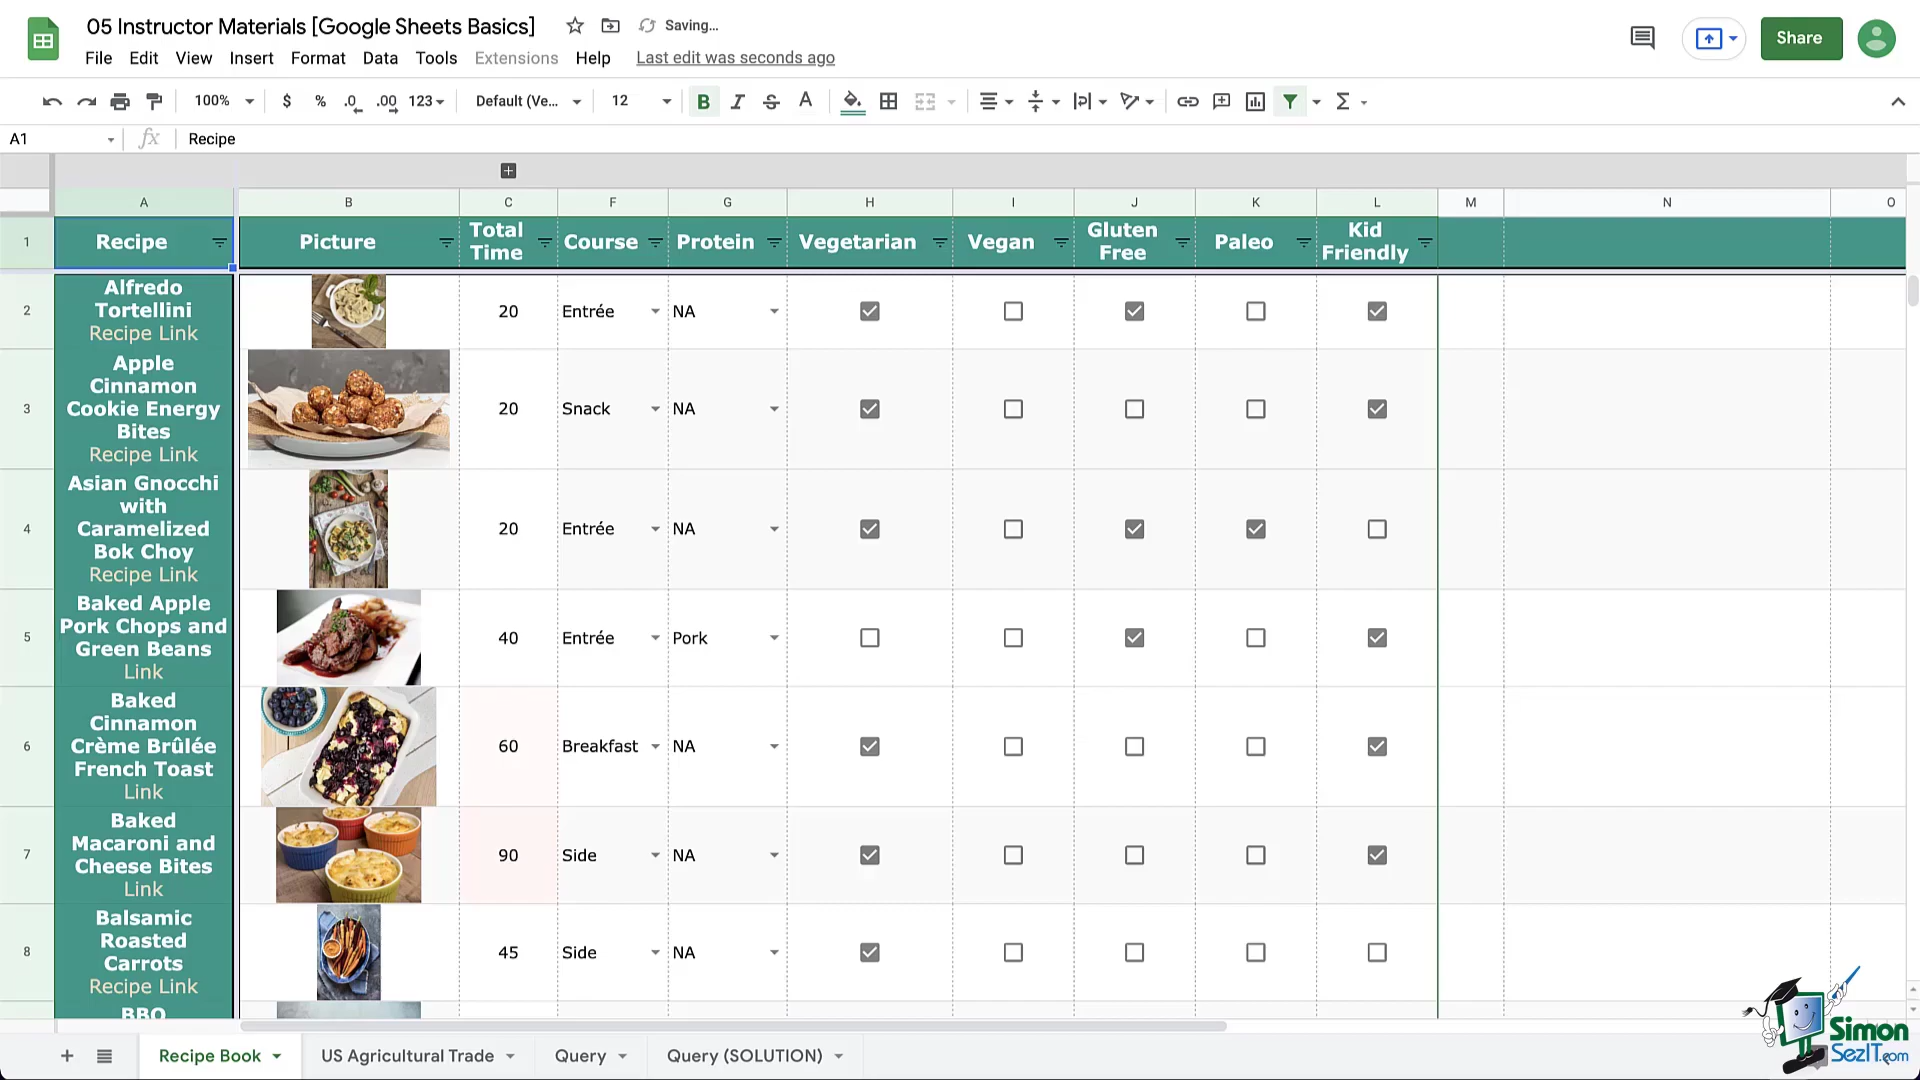 05 Instructor Materials [Google Sheets Basics]
Saving...
File Edit View Insert Format Data Tools Extensions Help Last edit was seconds ago
Share
100% $ % .0 .00 123 Default (Ve... 12 B I S A Σ
A1 fx Recipe
A B C F G H I J K L M N O
1 Recipe Picture Total Time Course Protein Vegetarian Vegan Gluten Free Paleo Kid Friendly
2 Alfredo
Tortellini
Recipe Link
20 Entrée NA
3 Apple
Cinnamon
Cookie Energy
Bites
Recipe Link
20 Snack NA
4 Asian Gnocchi
with
Caramelized
Bok Choy
Recipe Link
20 Entrée NA
5 Baked Apple
Pork Chops and
Green Beans
Link
40 Entrée Pork
6 Baked
Cinnamon
Crème Brûlée
French Toast
Link
60 Breakfast NA
7 Baked
Macaroni and
Cheese Bites
Link
90 Side NA
8 Balsamic
Roasted
Carrots
Recipe Link
45 Side NA
BBQ
Recipe Book US Agricultural Trade Query Query (SOLUTION)
Simon
SezIT.com